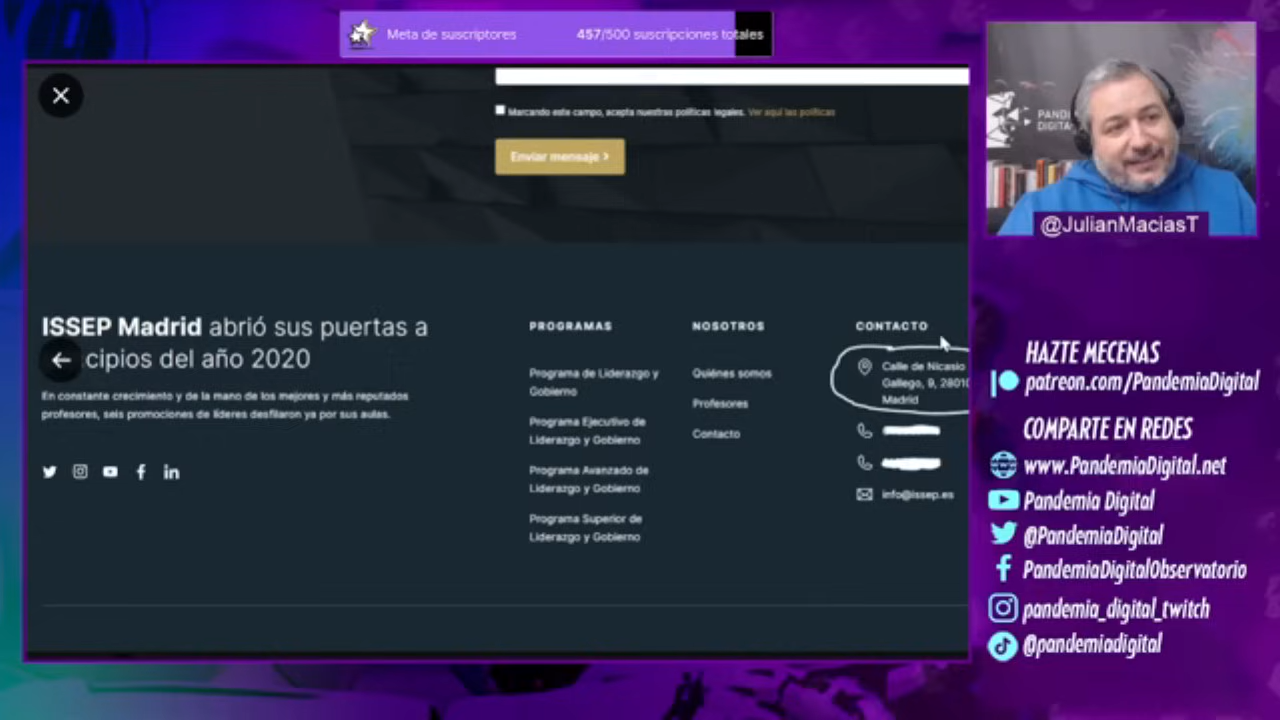 Meta de suscriptores
457/500 suscripciones totales
Marcando este campo, acepta nuestras políticas legales. Ver aquí las políticas
Enviar mensaje >
ISSEP Madrid abrió sus puertas a
cipios del año 2020
En constante crecimiento y de la mano de los mejores y más reputados
profesores, seis promociones de líderes desfilaron ya por sus aulas.
PROGRAMAS
Programa de Liderazgo y
Gobierno
Programa Ejecutivo de
Liderazgo y Gobierno
Programa Avanzado de
Liderazgo y Gobierno
Programa Superior de
Liderazgo y Gobierno
NOSOTROS
Quiénes somos
Profesores
Contacto
CONTACTO
Calle de Nicasio
Gallego, 9, 28010
Madrid
info@issep.es
PANDE
DIGITA
@JulianMaciasT
HAZTE MECENAS
patreon.com/PandemiaDigital
COMPARTE EN REDES
www.PandemiaDigital.net
Pandemia Digital
@PandemiaDigital
PandemiaDigitalObservatorio
pandemia_digital_twitch
@pandemiadigital